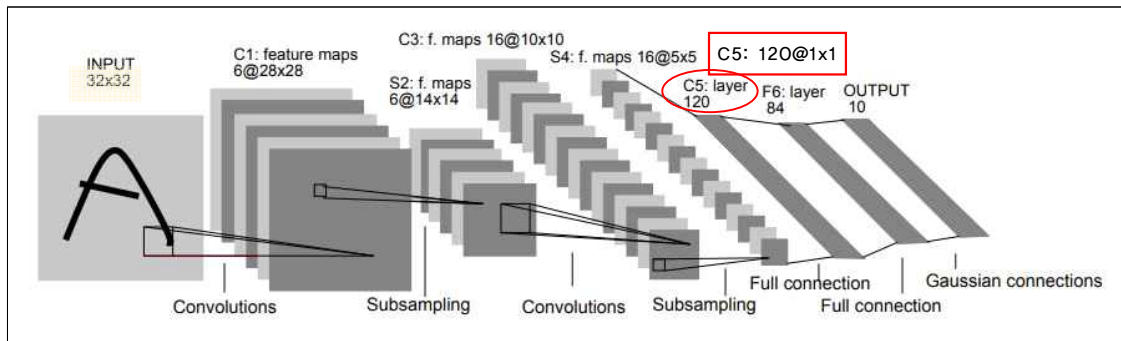 INPUT
32x32
C1: feature maps
6@28x28
S2: f. maps
6@14x14
C3: f. maps 16@10x10
S4: f. maps 16@5x5
C5: 120@1x1
C5: layer
120
F6: layer
84
OUTPUT
10
Convolutions
Subsampling
Convolutions
Subsampling
Full connection
Full connection
Gaussian connections